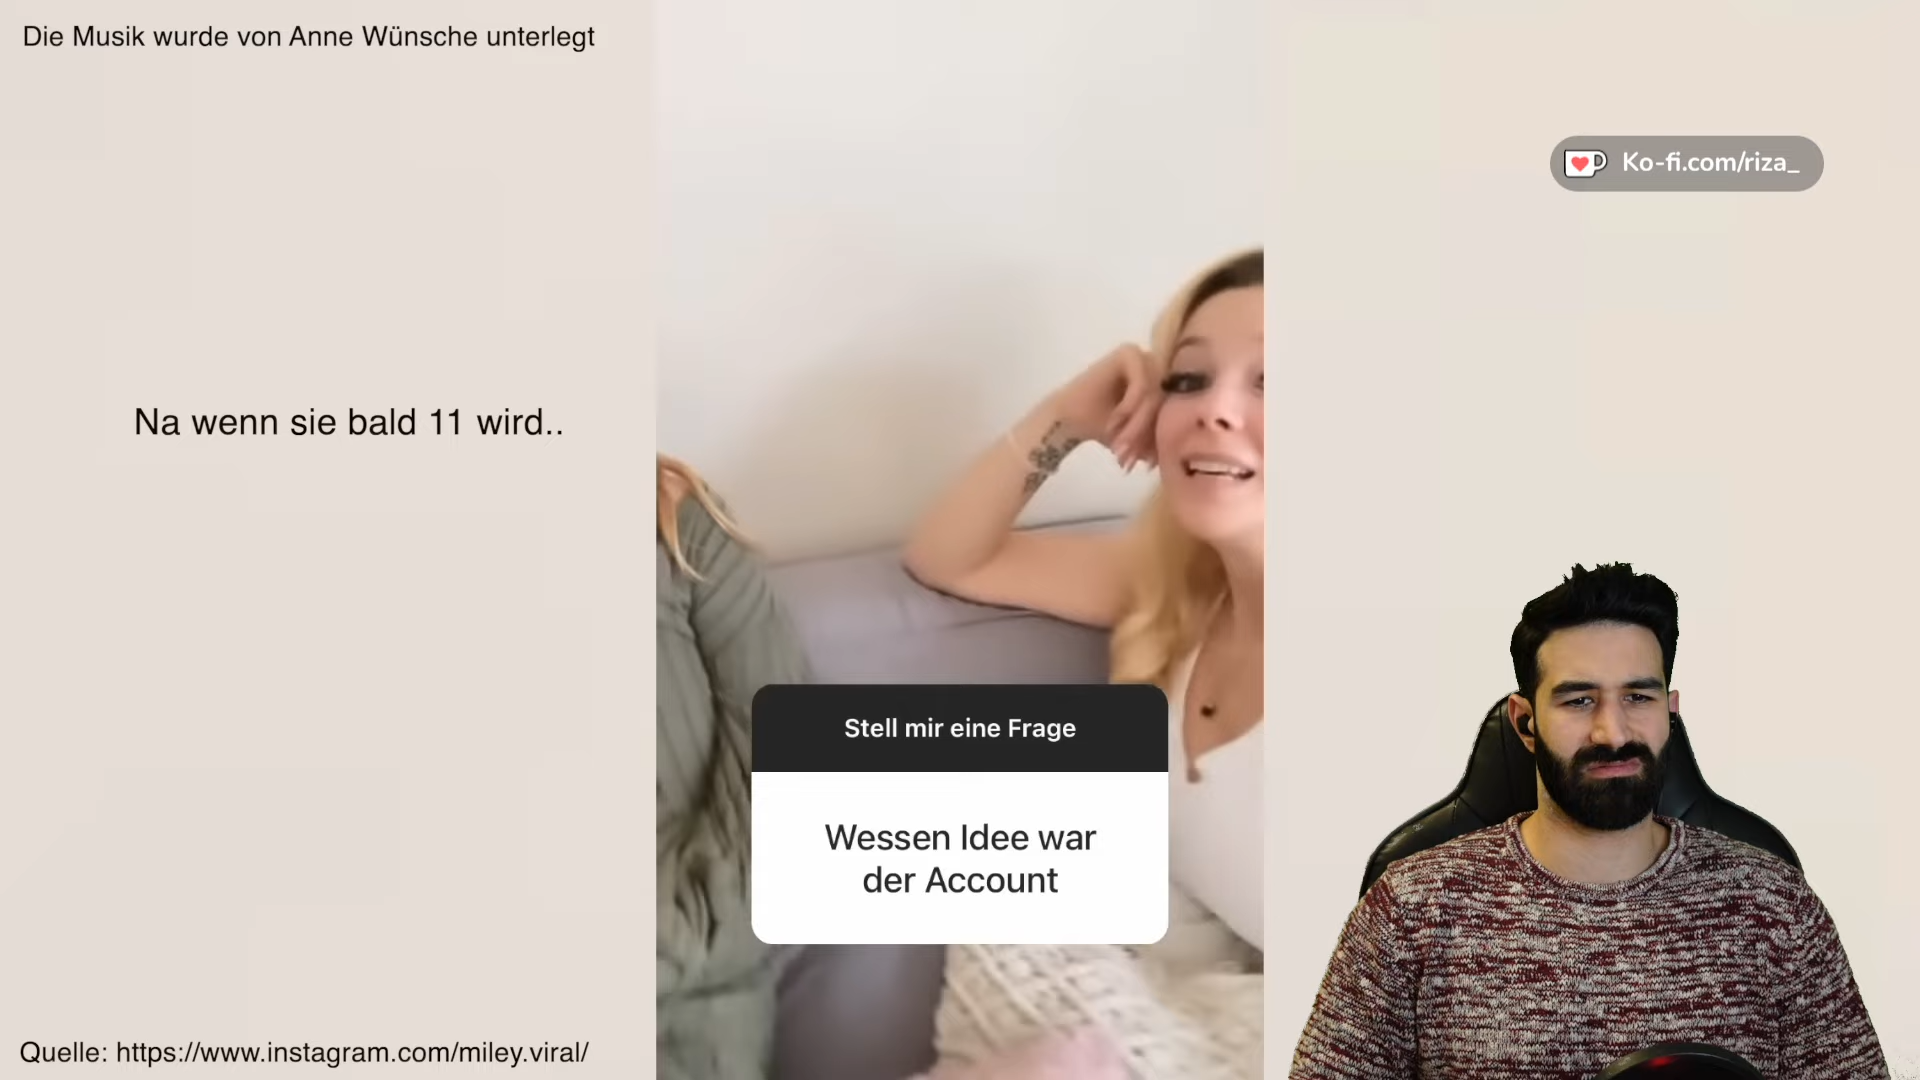 Die Musik wurde von Anne Wünsche unterlegt
Ko-fi.com/riza_
Na wenn sie bald 11 wird..
Stell mir eine Frage
Wessen Idee war
der Account
Quelle: https://www.instagram.com/miley.viral/